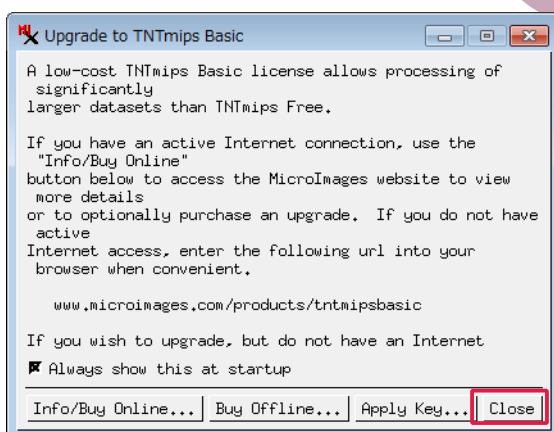 Upgrade to TNTmips Basic
A low-cost TNTmips Basic license allows processing of
significantly
larger datasets than TNTmips Free.
If you have an active Internet connection, use the
"Info/Buy Online"
button below to access the MicroImages website to view
more details
or to optionally purchase an upgrade. If you do not have
active
Internet access, enter the following url into your
browser when convenient.
www.microimages.com/products/tntmipsbasic
If you wish to upgrade, but do not have an Internet
Always show this at startup
Info/Buy Online... Buy Offline... Apply Key... Close